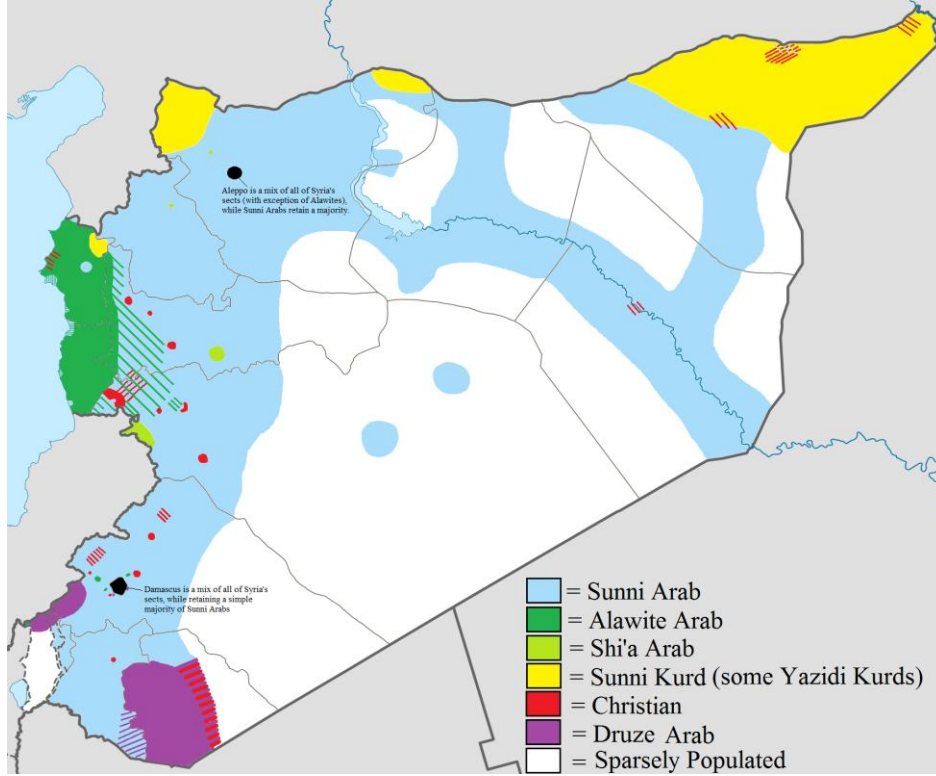 Aleppo is a mix of all of Syria's
sects (with exception of Alawites),
while Sunni Arabs retain a majority.
Damascus is a mix of all of Syria's
sects, while retaining a simple
majority of Sunni Arabs
= Sunni Arab
= Alawite Arab
= Shi'a Arab
= Sunni Kurd (some Yazidi Kurds)
= Christian
= Druze Arab
= Sparsely Populated